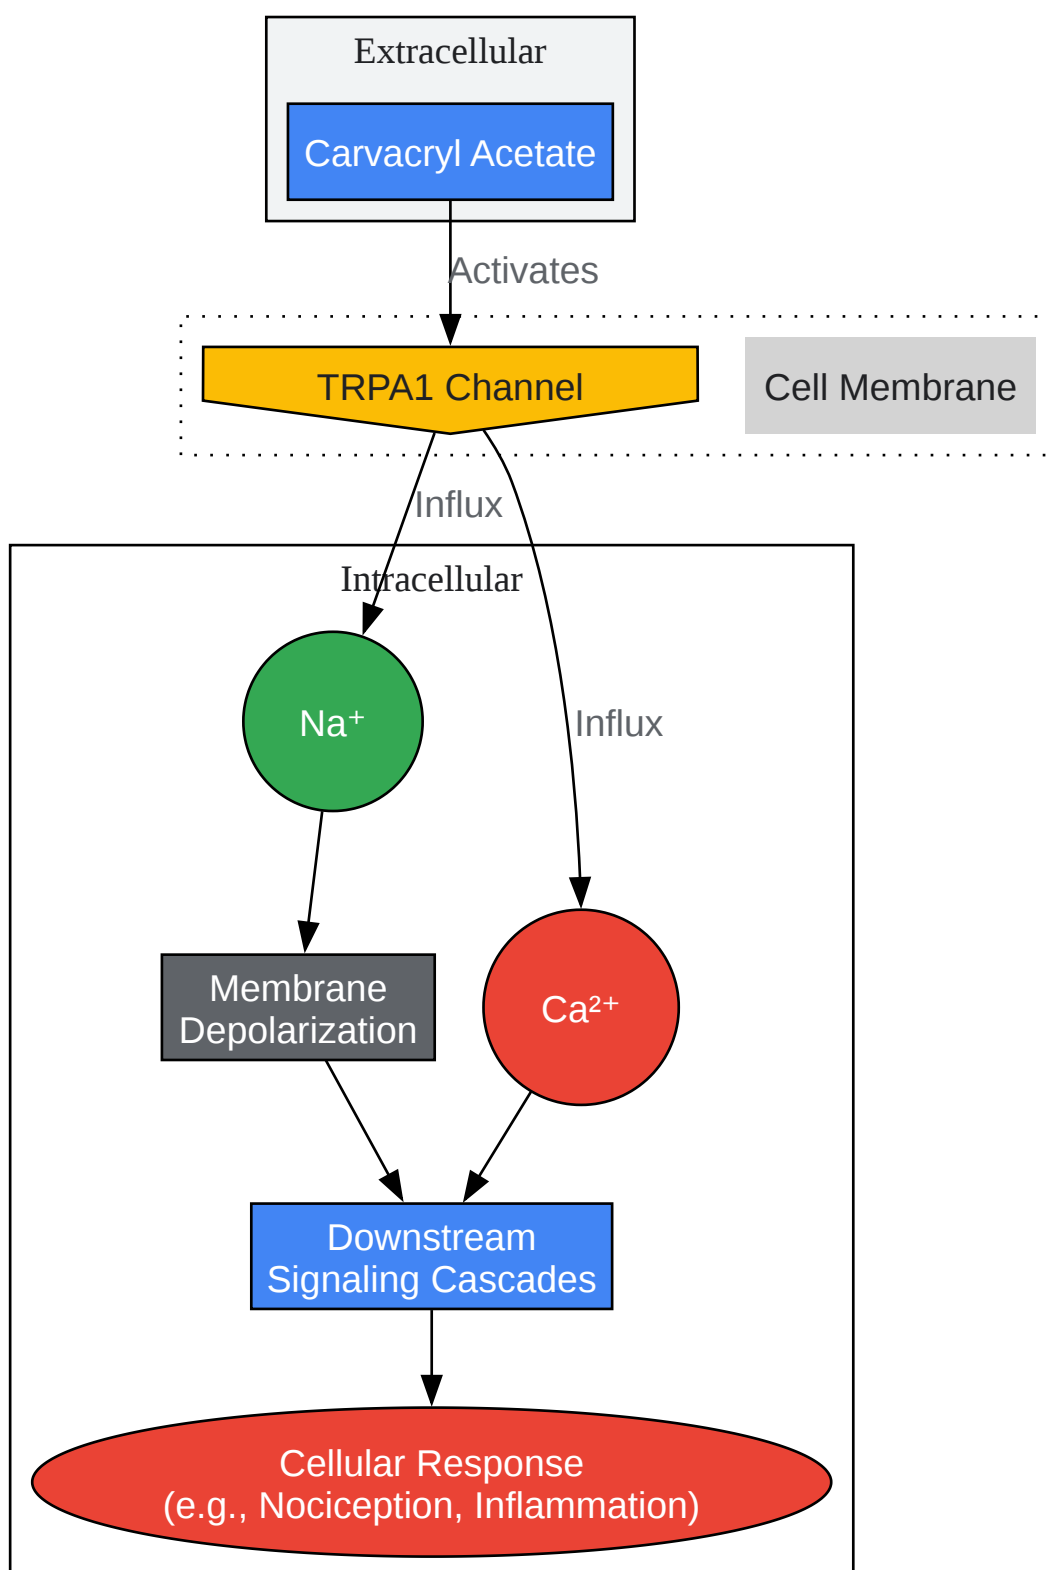 Extracellular
Carvacryl Acetate
Activates
TRPA1 Channel
Cell Membrane
Influx
Intracellular
Na⁺
Influx
Membrane
Depolarization
Ca²⁺
Downstream
Signaling Cascades
Cellular Response
(e.g., Nociception, Inflammation)